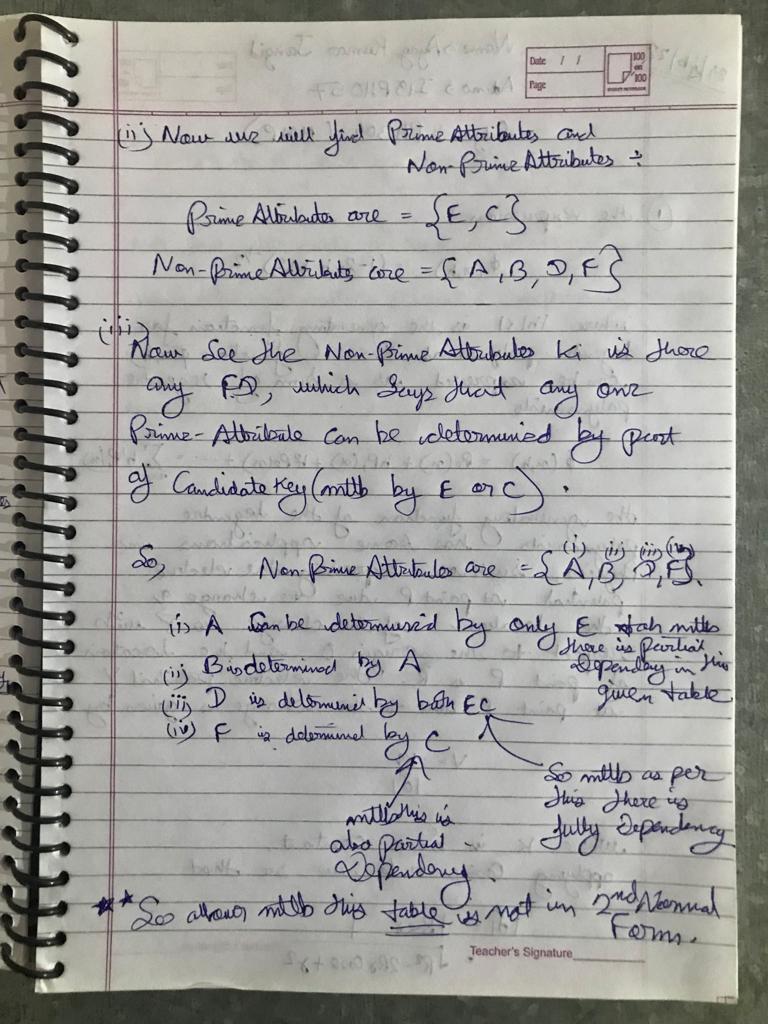 Date / /
Page
100 on 100
(ii) Now we will find Prime Attributes and
Non-Prime Attributes ÷
Prime Attributes are = {E, C}
Non-Prime Attributes are = {A, B, D, F}
(iii)
Now See the Non-Prime Attributes ki is there
any FD, which says that any one
Prime-Attribute can be determined by part
of Candidate Key (mtlb by E or C).
So, Non-Prime Attributes are = {A, B, D, F}.
(i) (ii) (iii) (iv)
(i) A can be determined by only E mtlb
there is partial
Dependency in this
given table
(ii) B is determined by A
(iii) D is determined by both EC
(iv) F is determined by C
So mtlb as per
this there is
fully Dependency
mtlb this is
also partial
Dependency.
** So mtlb this table is not in 2nd Normal
Form.
Teacher's Signature